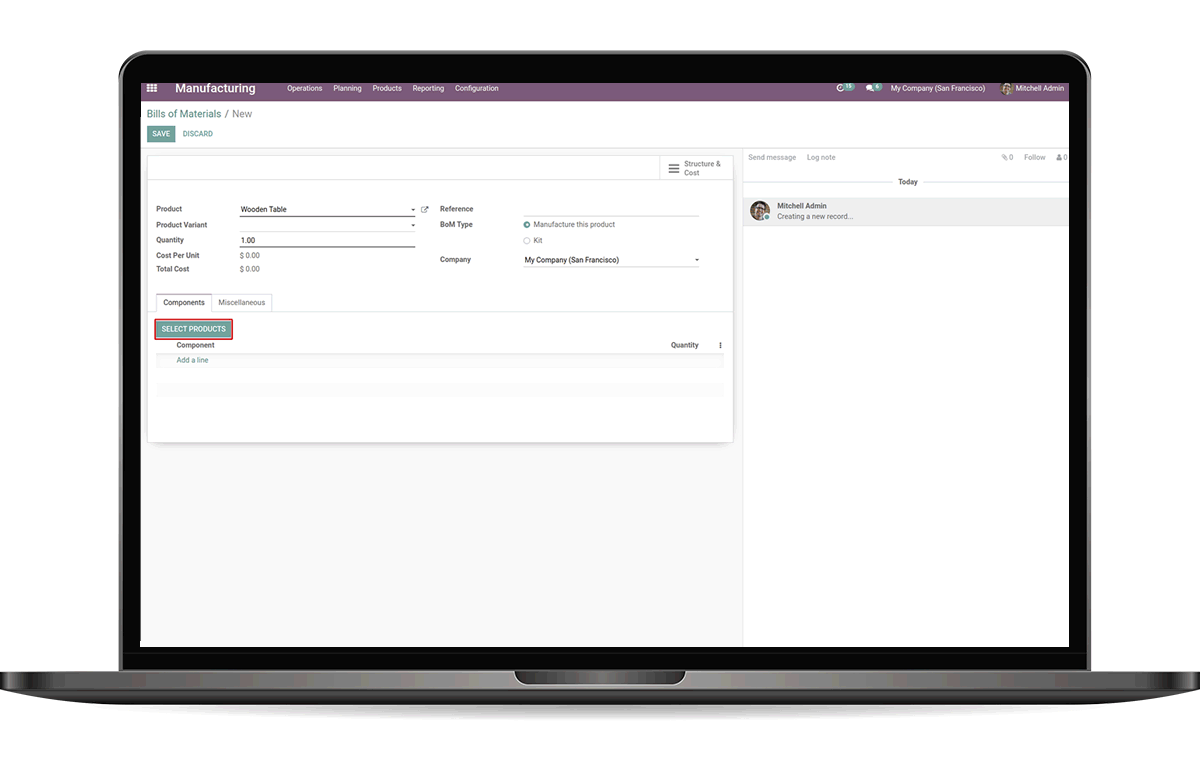 Manufacturing Operations Planning Products Reporting Configuration 15 6 My Company (San Francisco) Mitchell Admin
Bills of Materials / New
SAVE DISCARD
Structure & Cost
Product Wooden Table
Product Variant
Quantity 1.00
Cost Per Unit $ 0.00
Total Cost $ 0.00
Reference
BoM Type Manufacture this product
Kit
Company My Company (San Francisco)
Components Miscellaneous
SELECT PRODUCTS
Component Quantity
Add a line
Send message Log note 0 Follow 0
Today
Mitchell Admin
Creating a new record...